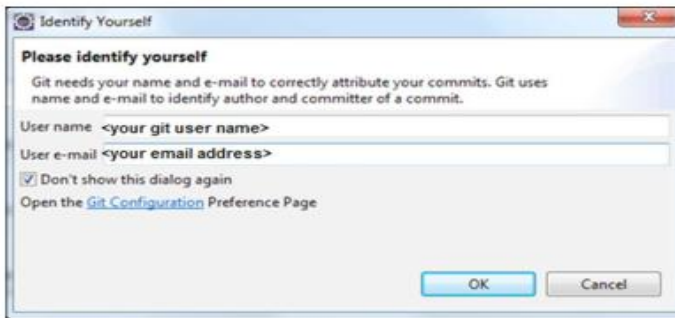 Identify Yourself
Please identify yourself
Git needs your name and e-mail to correctly attribute your commits. Git uses
name and e-mail to identify author and committer of a commit.
User name <your git user name>
User e-mail <your email address>
Don't show this dialog again
Open the Git Configuration Preference Page
OK Cancel